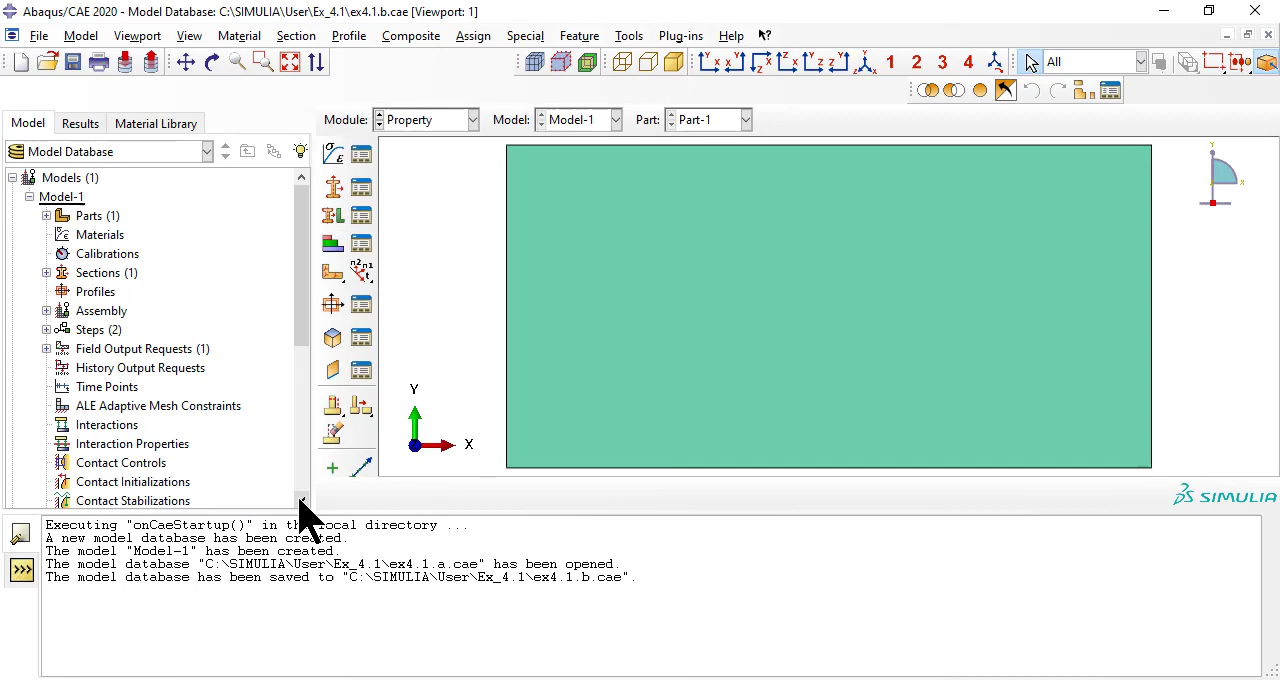 Abaqus/CAE 2020 - Model Database: C:\SIMULIA\User\Ex_4.1\ex4.1.b.cae [Viewport: 1]
File Model Viewport View Material Section Profile Composite Assign Special Feature Tools Plug-ins Help
1 2 3 4 All
Model Results Material Library
Module: Property Model: Model-1 Part: Part-1
Model Database
Models (1)
Model-1
Parts (1)
Materials
Calibrations
Sections (1)
Profiles
Assembly
Steps (2)
Field Output Requests (1)
History Output Requests
Time Points
ALE Adaptive Mesh Constraints
Interactions
Interaction Properties
Contact Controls
Contact Initializations
Contact Stabilizations
Y
X
Y
X
SIMULIA
Executing "onCaeStartup()" in the local directory ...
A new model database has been created.
The model "Model-1" has been created.
The model database "C:\SIMULIA\User\Ex_4.1\ex4.1.a.cae" has been opened.
The model database has been saved to "C:\SIMULIA\User\Ex_4.1\ex4.1.b.cae".